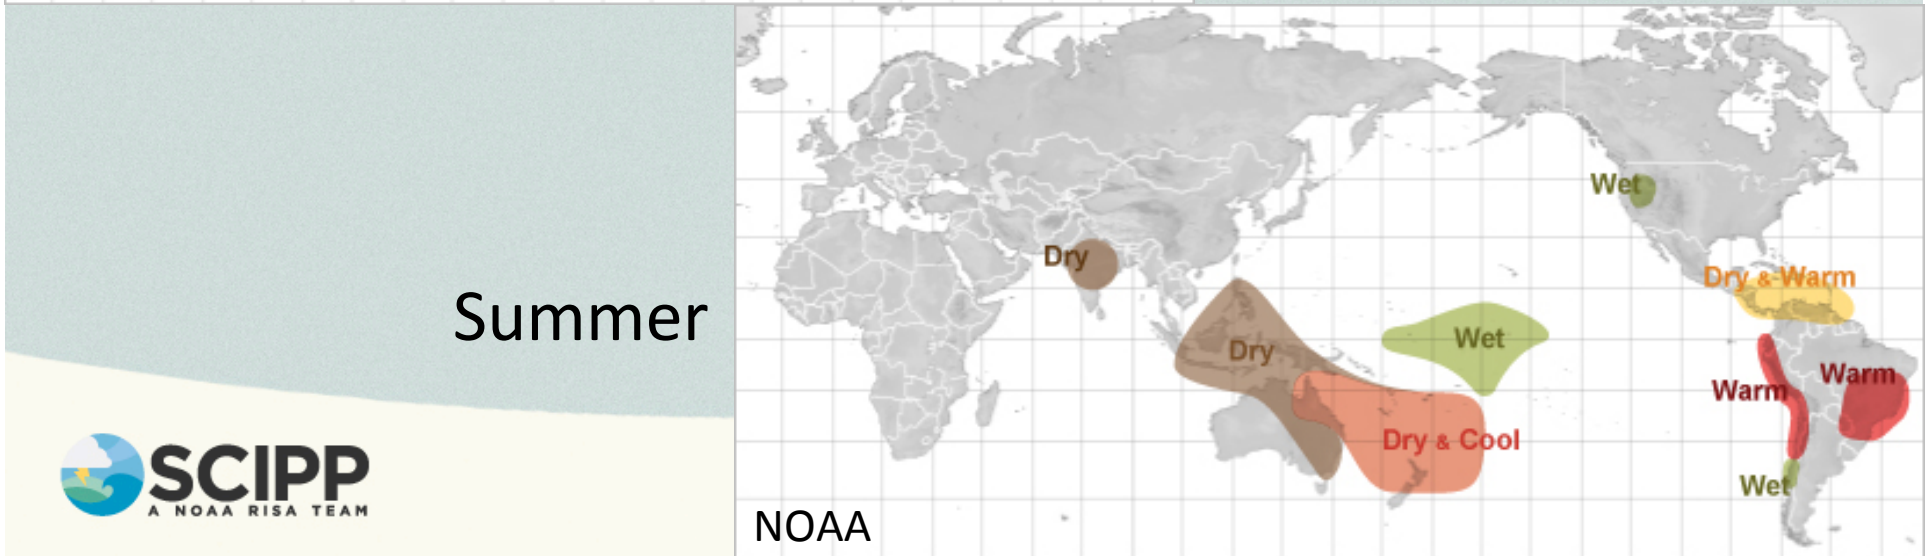 Summer
SCIPP
A NOAA RISA TEAM
Wet
Dry
Dry & Warm
Dry
Wet
Warm
Warm
Dry & Cool
Wet
NOAA